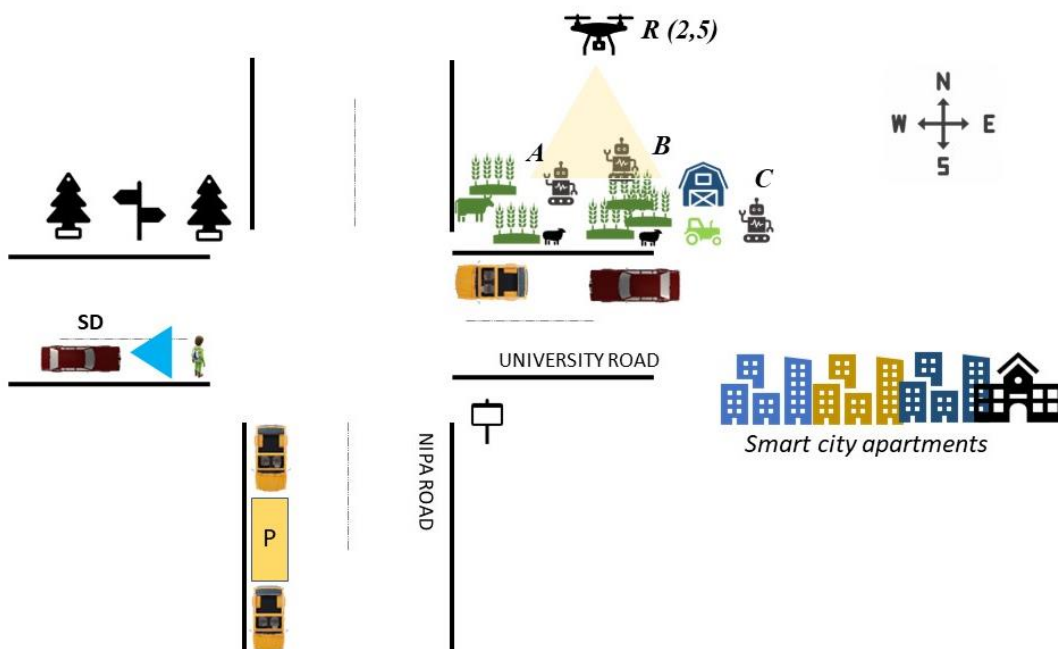 R (2,5)
N
W E
S
A
B
C
SD
UNIVERSITY ROAD
Smart city apartments
NIPA ROAD
P